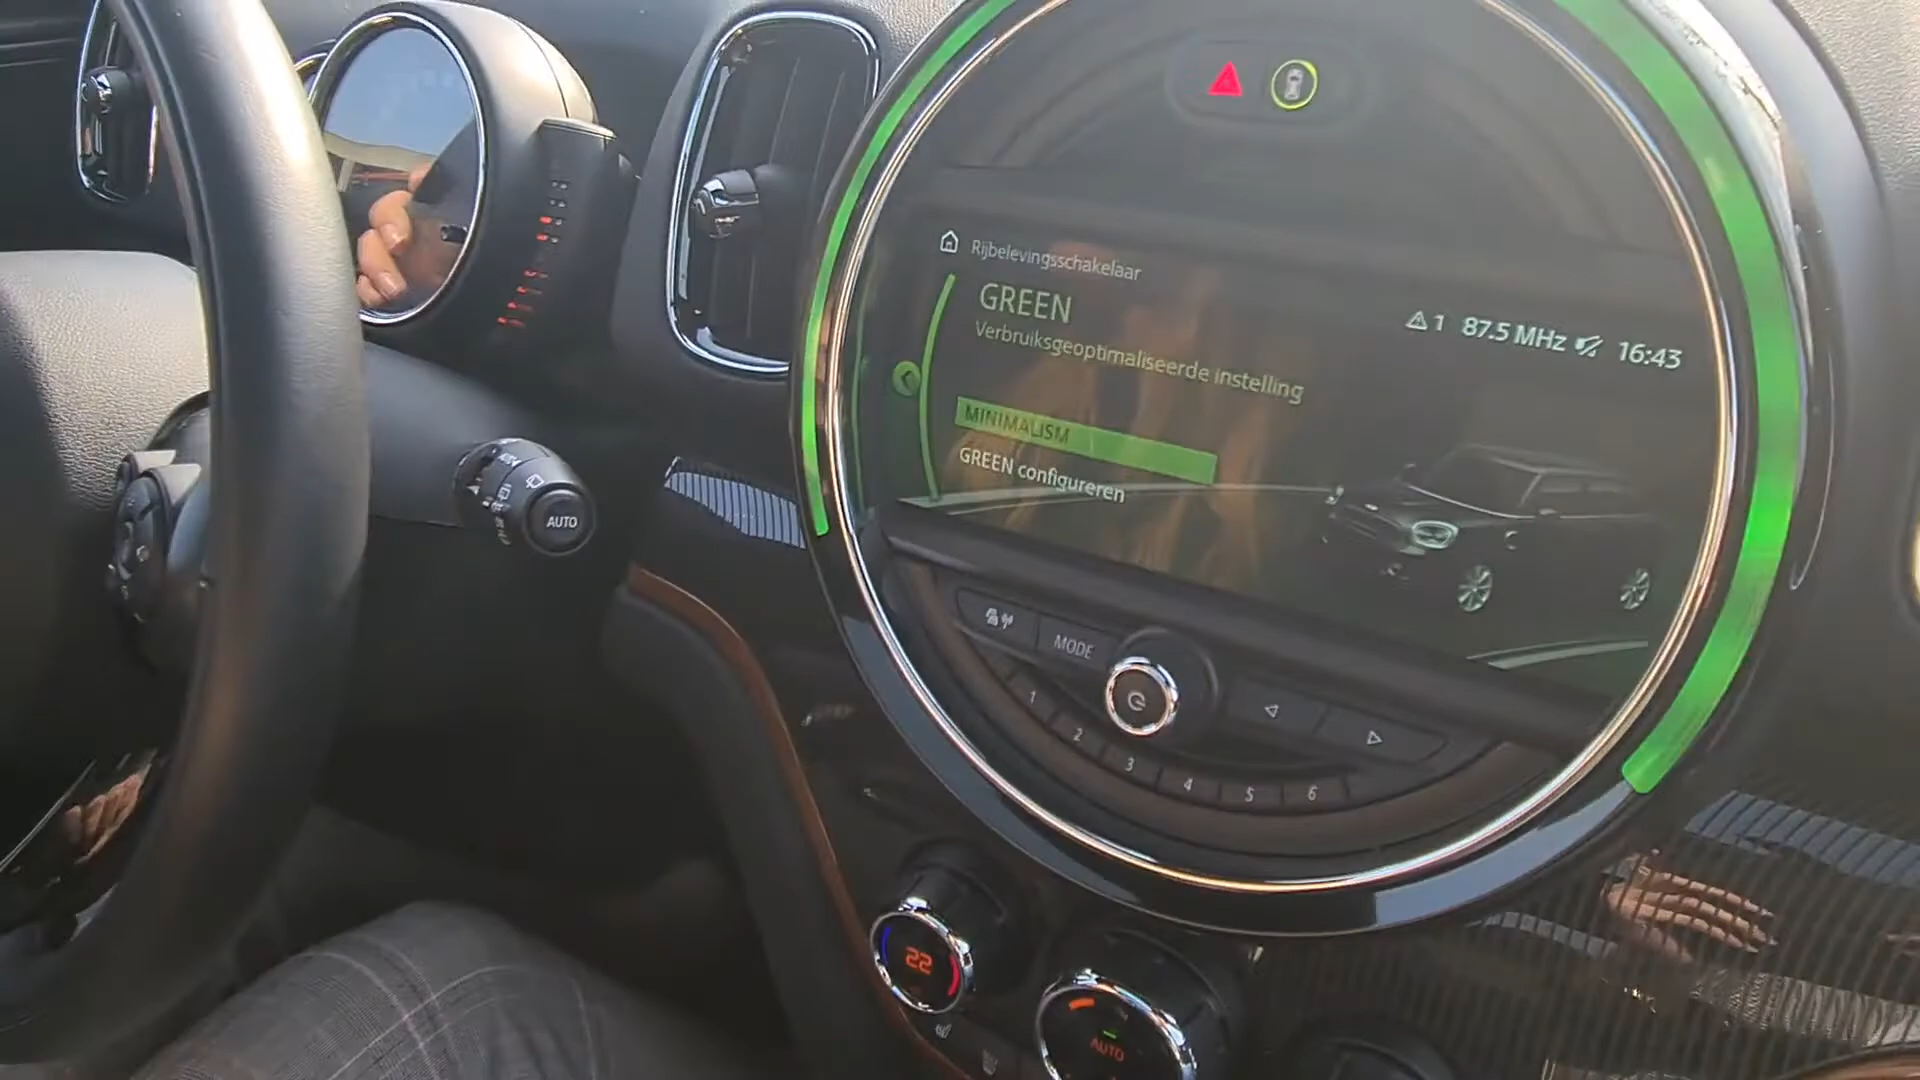 Rijbelevingsschakelaar
GREEN
Verbruiksgeoptimaliseerde instelling
1 87.5 MHz 16:43
MINIMALISM
GREEN configureren
AUTO
MODE
1
2
3
4
5
6
22
AUTO